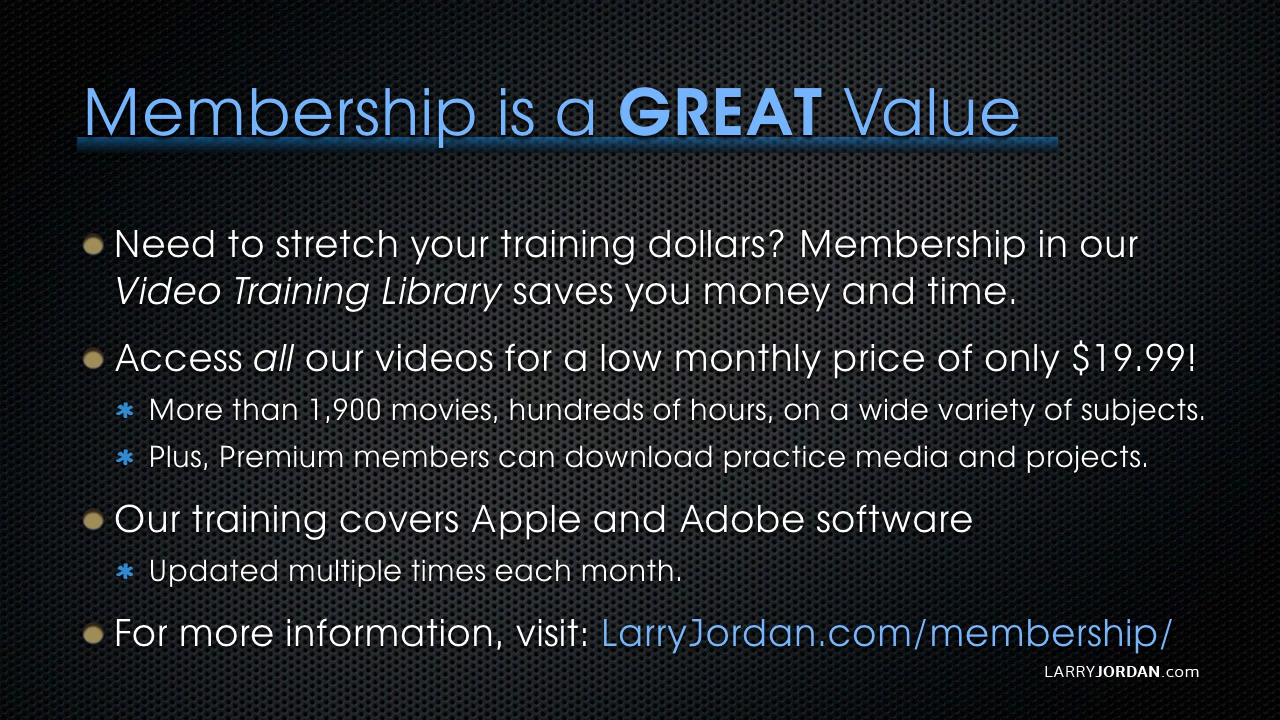 Membership is a GREAT Value
Need to stretch your training dollars? Membership in our
Video Training Library saves you money and time.
Access all our videos for a low monthly price of only $19.99!
More than 1,900 movies, hundreds of hours, on a wide variety of subjects.
Plus, Premium members can download practice media and projects.
Our training covers Apple and Adobe software
Updated multiple times each month.
For more information, visit: LarryJordan.com/membership/
LARRYJORDAN.com